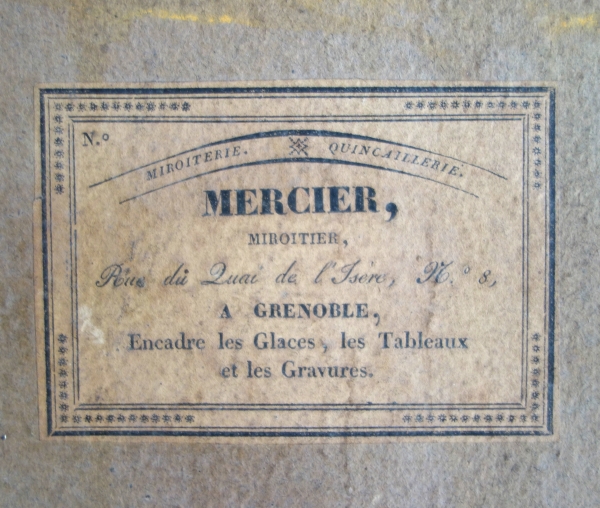 N.º
MIROITERIE. QUINCAILLERIE.
MERCIER,
MIROITIER,
Rue du Quai de l'Isère, N.º 8,
A GRENOBLE,
Encadre les Glaces, les Tableaux
et les Gravures.